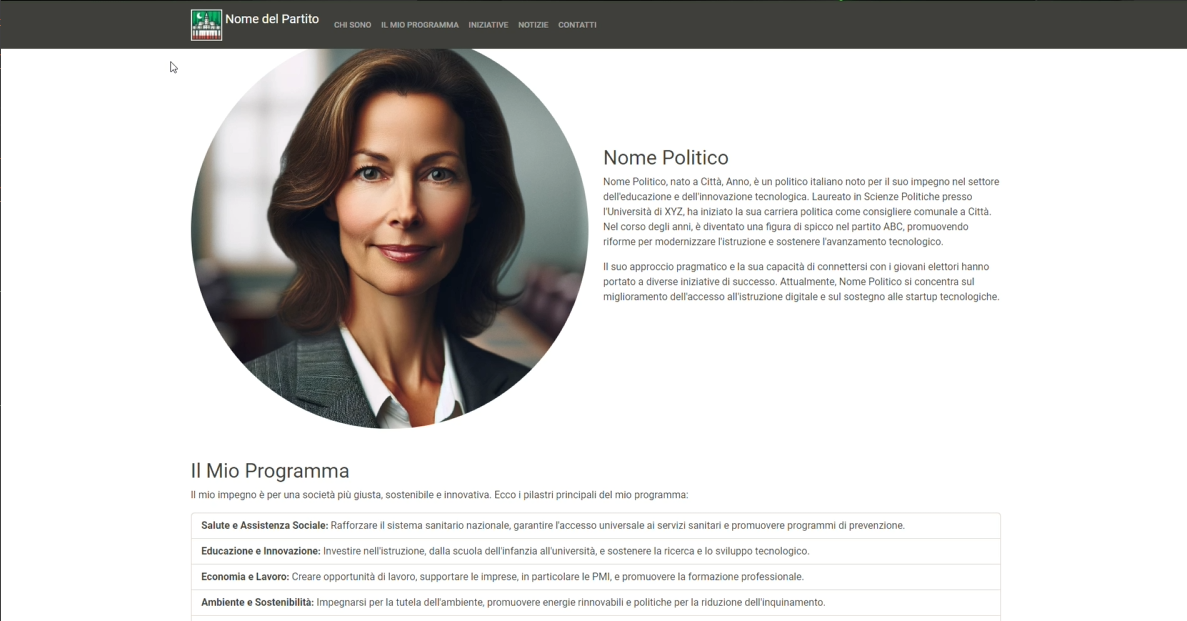 Nome del Partito
CHI SONO IL MIO PROGRAMMA INIZIATIVE NOTIZIE CONTATTI
Nome Politico
Nome Politico, nato a Città, Anno, è un politico italiano noto per il suo impegno nel settore
dell'educazione e dell'innovazione tecnologica. Laureato in Scienze Politiche presso
l'Università di XYZ, ha iniziato la sua carriera politica come consigliere comunale a Città.
Nel corso degli anni, è diventato una figura di spicco nel partito ABC, promuovendo
riforme per modernizzare l'istruzione e sostenere l'avanzamento tecnologico.
Il suo approccio pragmatico e la sua capacità di connettersi con i giovani elettori hanno
portato a diverse iniziative di successo. Attualmente, Nome Politico si concentra sul
miglioramento dell'accesso all'istruzione digitale e sul sostegno alle startup tecnologiche.
Il Mio Programma
Il mio impegno è per una società più giusta, sostenibile e innovativa. Ecco i pilastri principali del mio programma:
Salute e Assistenza Sociale: Rafforzare il sistema sanitario nazionale, garantire l'accesso universale ai servizi sanitari e promuovere programmi di prevenzione.
Educazione e Innovazione: Investire nell'istruzione, dalla scuola dell'infanzia all'università, e sostenere la ricerca e lo sviluppo tecnologico.
Economia e Lavoro: Creare opportunità di lavoro, supportare le imprese, in particolare le PMI, e promuovere la formazione professionale.
Ambiente e Sostenibilità: Impegnarsi per la tutela dell'ambiente, promuovere energie rinnovabili e politiche per la riduzione dell'inquinamento.